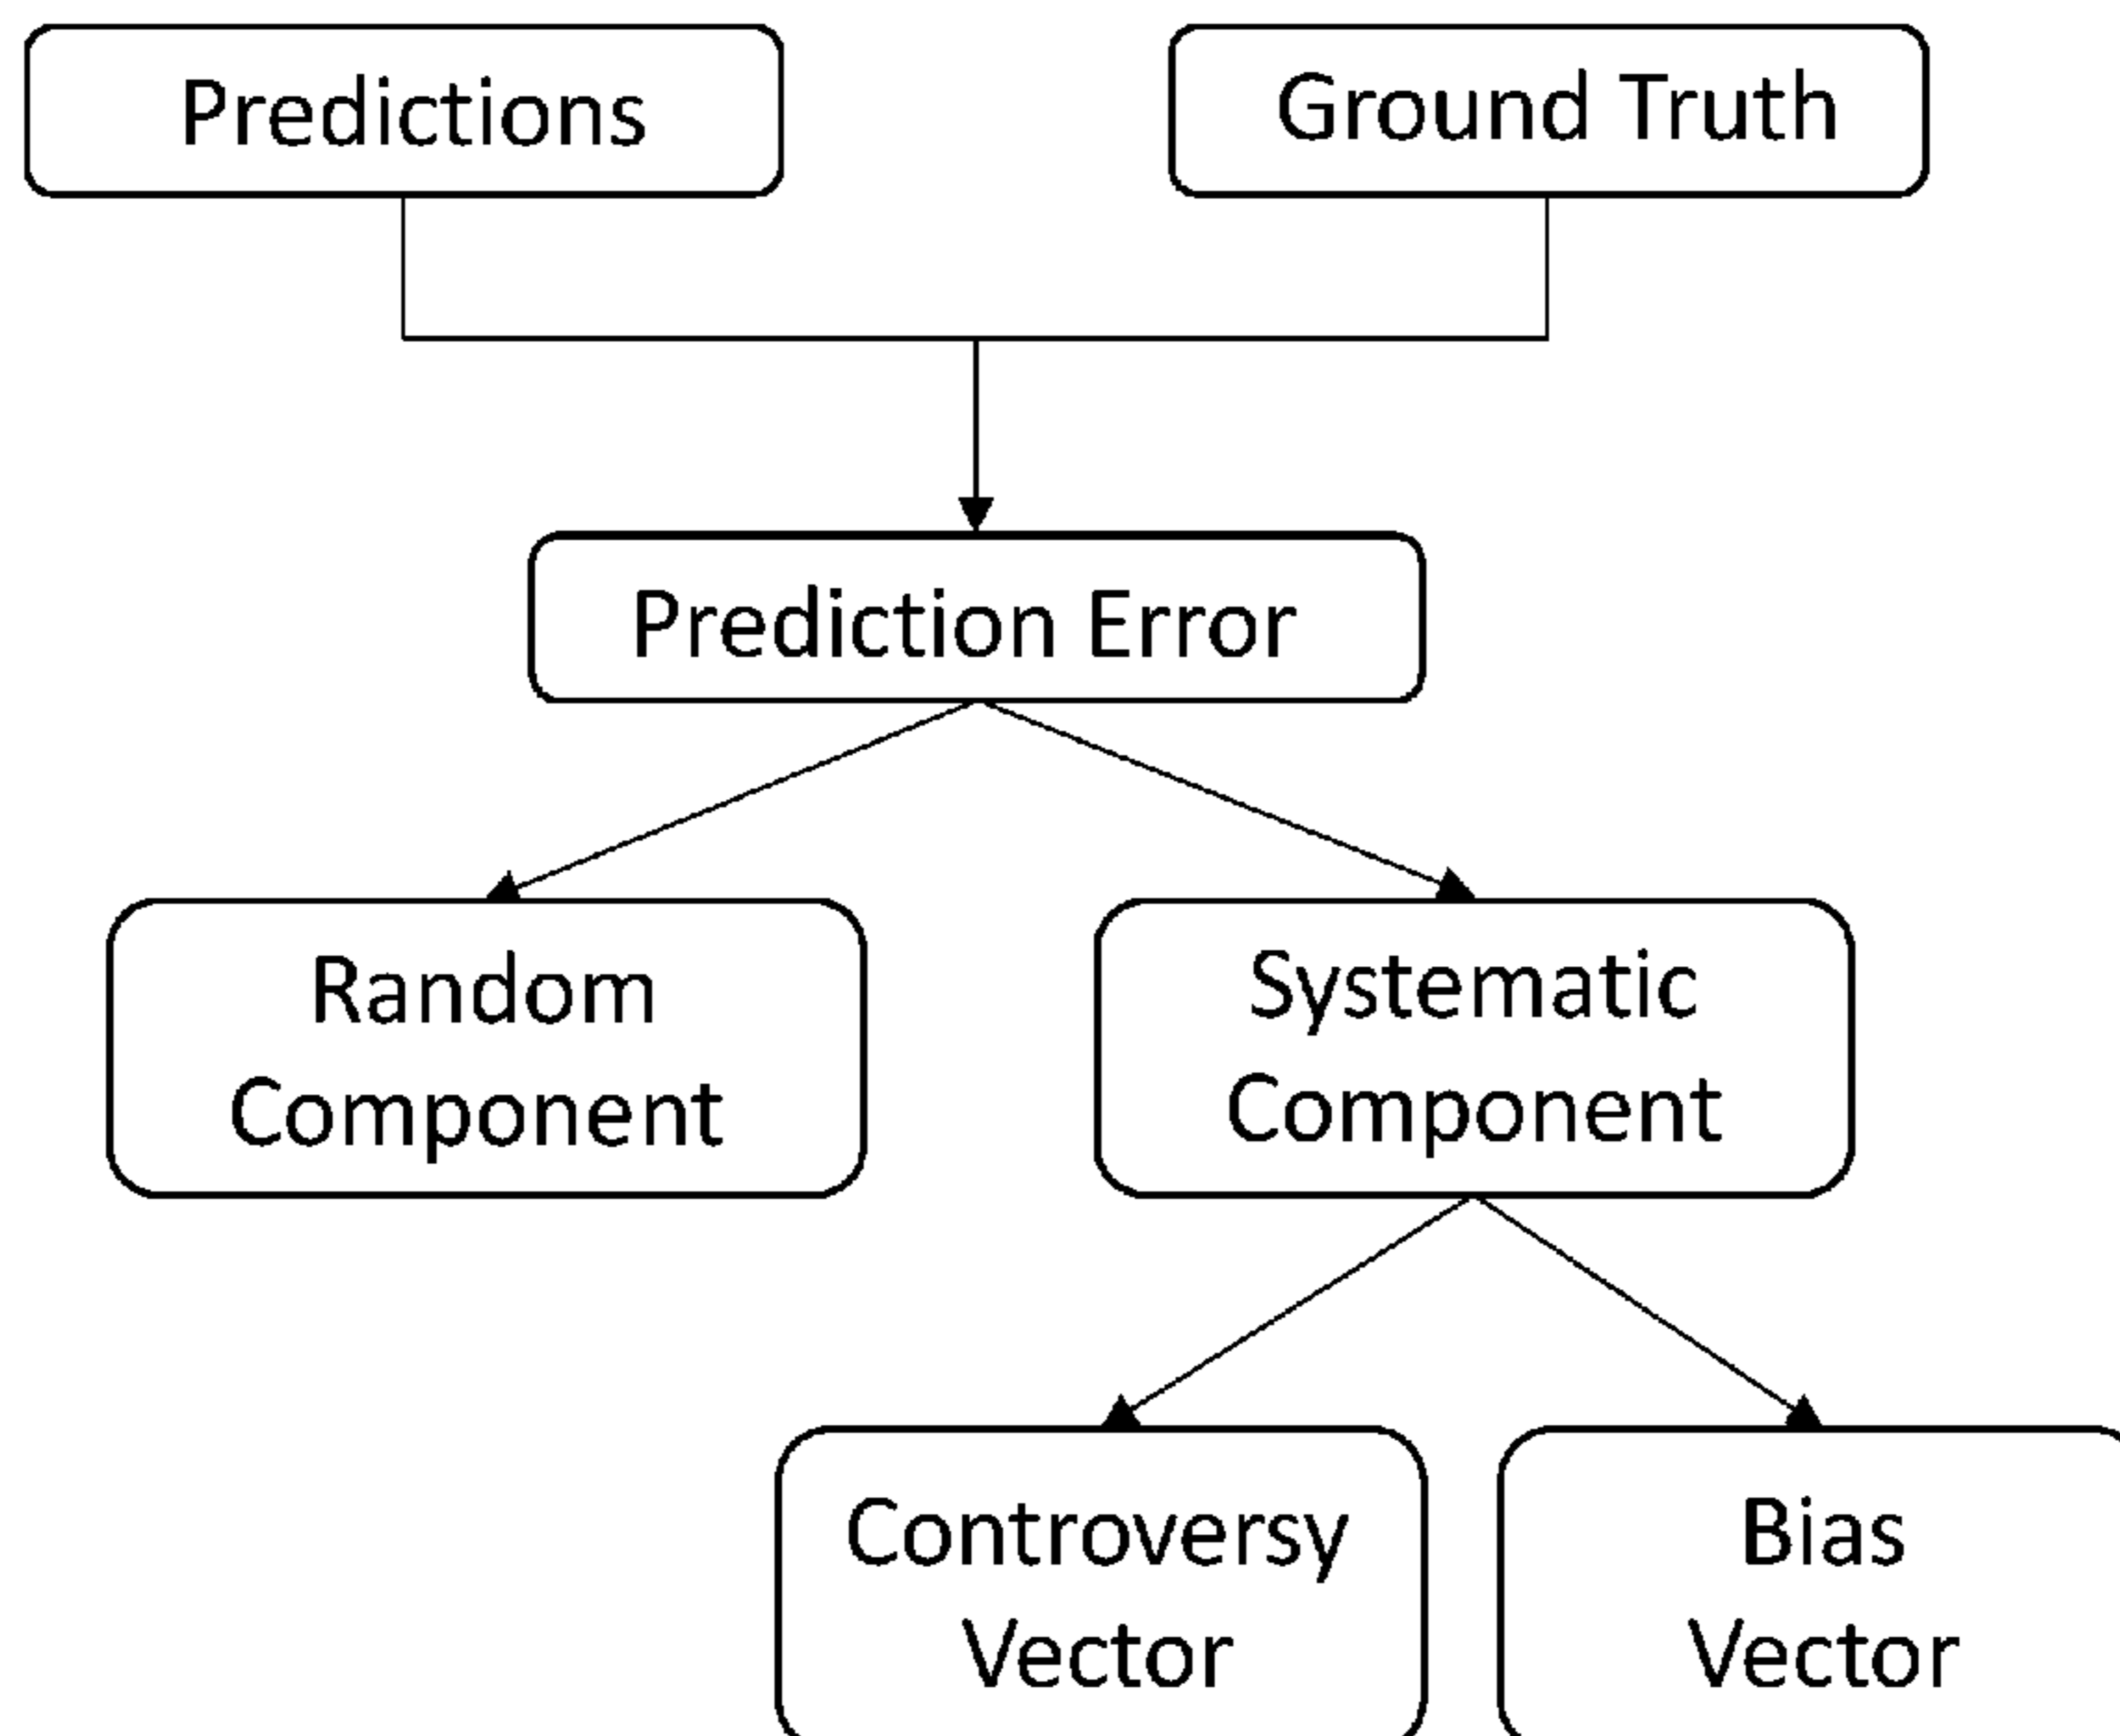 Predictions
Ground Truth
Prediction Error
Random
Component
Systematic
Component
Controversy
Vector
Bias
Vector